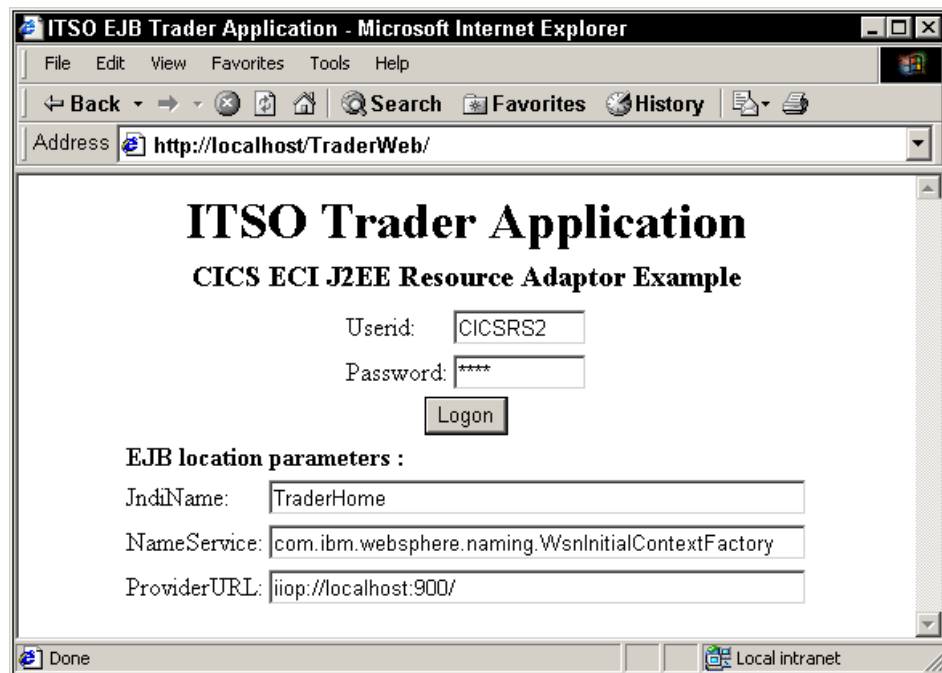 ITSO EJB Trader Application - Microsoft Internet Explorer
File Edit View Favorites Tools Help
Back Search Favorites History
Address http://localhost/TraderWeb/
ITSO Trader Application
CICS ECI J2EE Resource Adaptor Example
Userid: CICSRS2
Password: ****
Logon
EJB location parameters :
JndiName: TraderHome
NameService: com.ibm.websphere.naming.WsnInitialContextFactory
ProviderURL: iiop://localhost:900/
Done Local intranet